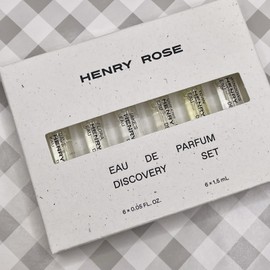 HENRY ROSE
EAU DE PARFUM
DISCOVERY SET
6 x 0.05 FL. OZ.
6 x 1.5 mL